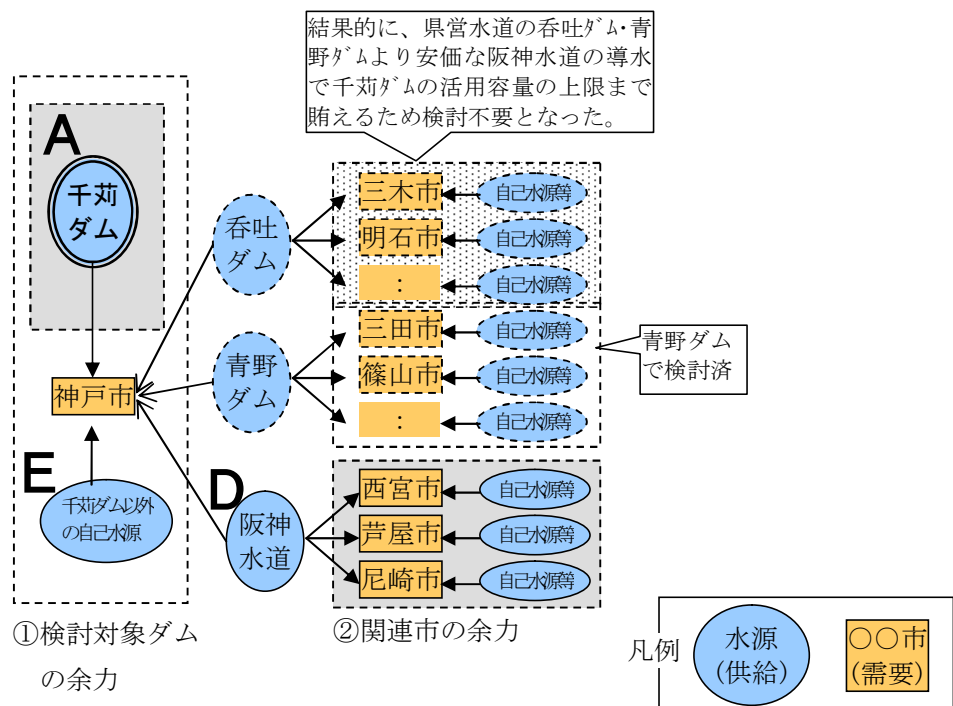 結果的に、県営水道の呑吐ﾀﾞﾑ・青
野ﾀﾞﾑより安価な阪神水道の導水
で千苅ﾀﾞﾑの活用容量の上限まで
賄えるため検討不要となった。
A
千苅
ダム
神戸市
E
千苅ダム以外
の自己水源
①検討対象ダム
の余力
呑吐
ダム
青野
ダム
D
阪神
水道
三木市
自己水源等
明石市
自己水源等
：
自己水源等
三田市
自己水源等
篠山市
自己水源等
：
自己水源等
青野ダム
で検討済
西宮市
自己水源等
芦屋市
自己水源等
尼崎市
自己水源等
②関連市の余力
凡例
水源
(供給)
○○市
(需要)